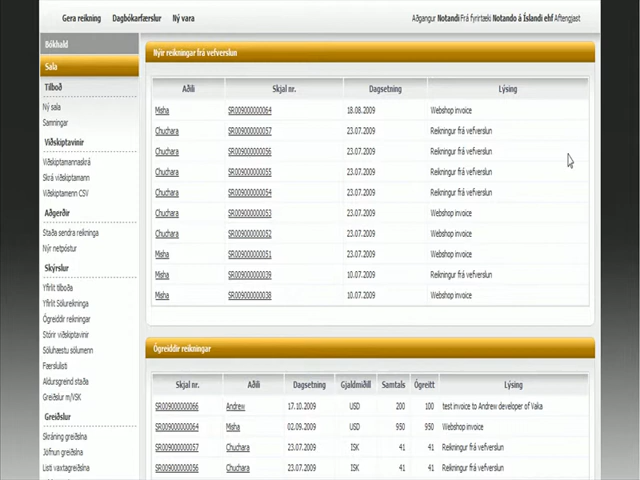 Gera reikning Dagbókarfærslur Ný vara Aðgangur Notandi Frá fyrirtæki Notando á Íslandi ehf Aftengjast
Bókhald
Sala
Tilboð
Ný sala
Samningar
Viðskiptavinir
Viðskiptamannaskrá
Skrá viðskiptamann
Viðskiptamenn CSV
Aðgerðir
Staða sendra reikninga
Nýr netpóstur
Skýrslur
Yfirlit tilboða
Yfirlit Sölureikninga
Ógreiddir reikningar
Stórir viðskiptavinir
Söluhæstu sölumenn
Færslulisti
Aldursgreind staða
Greiðslur m/VSK
Greiðslur
Skráning greiðslna
Jöfnun greiðslna
Listi vaxtagreiðslna
Nýir reikningar frá vefverslun
Aðili Skjal nr. Dagsetning Lýsing
Misha SR009000000064 18.08.2009 Webshop invoice
Chuchara SR009000000057 23.07.2009 Reikningur frá vefverslun
Chuchara SR009000000056 23.07.2009 Reikningur frá vefverslun
Chuchara SR009000000055 23.07.2009 Reikningur frá vefverslun
Chuchara SR009000000054 23.07.2009 Reikningur frá vefverslun
Chuchara SR009000000053 23.07.2009 Webshop invoice
Chuchara SR009000000052 23.07.2009 Webshop invoice
Misha SR009000000051 23.07.2009 Webshop invoice
Misha SR009000000039 10.07.2009 Reikningur frá vefverslun
Misha SR009000000038 10.07.2009 Webshop invoice
Ógreiddir reikningar
Skjal nr. Aðili Dagsetning Gjaldmiðill Samtals Ógreitt Lýsing
SR009000000066 Andrew 17.10.2009 USD 200 100 test invoice to Andrew developer of Vaka
SR009000000064 Misha 02.09.2009 USD 950 950 Webshop invoice
SR009000000057 Chuchara 23.07.2009 ISK 41 41 Reikningur frá vefverslun
SR009000000056 Chuchara 23.07.2009 ISK 41 41 Reikningur frá vefverslun